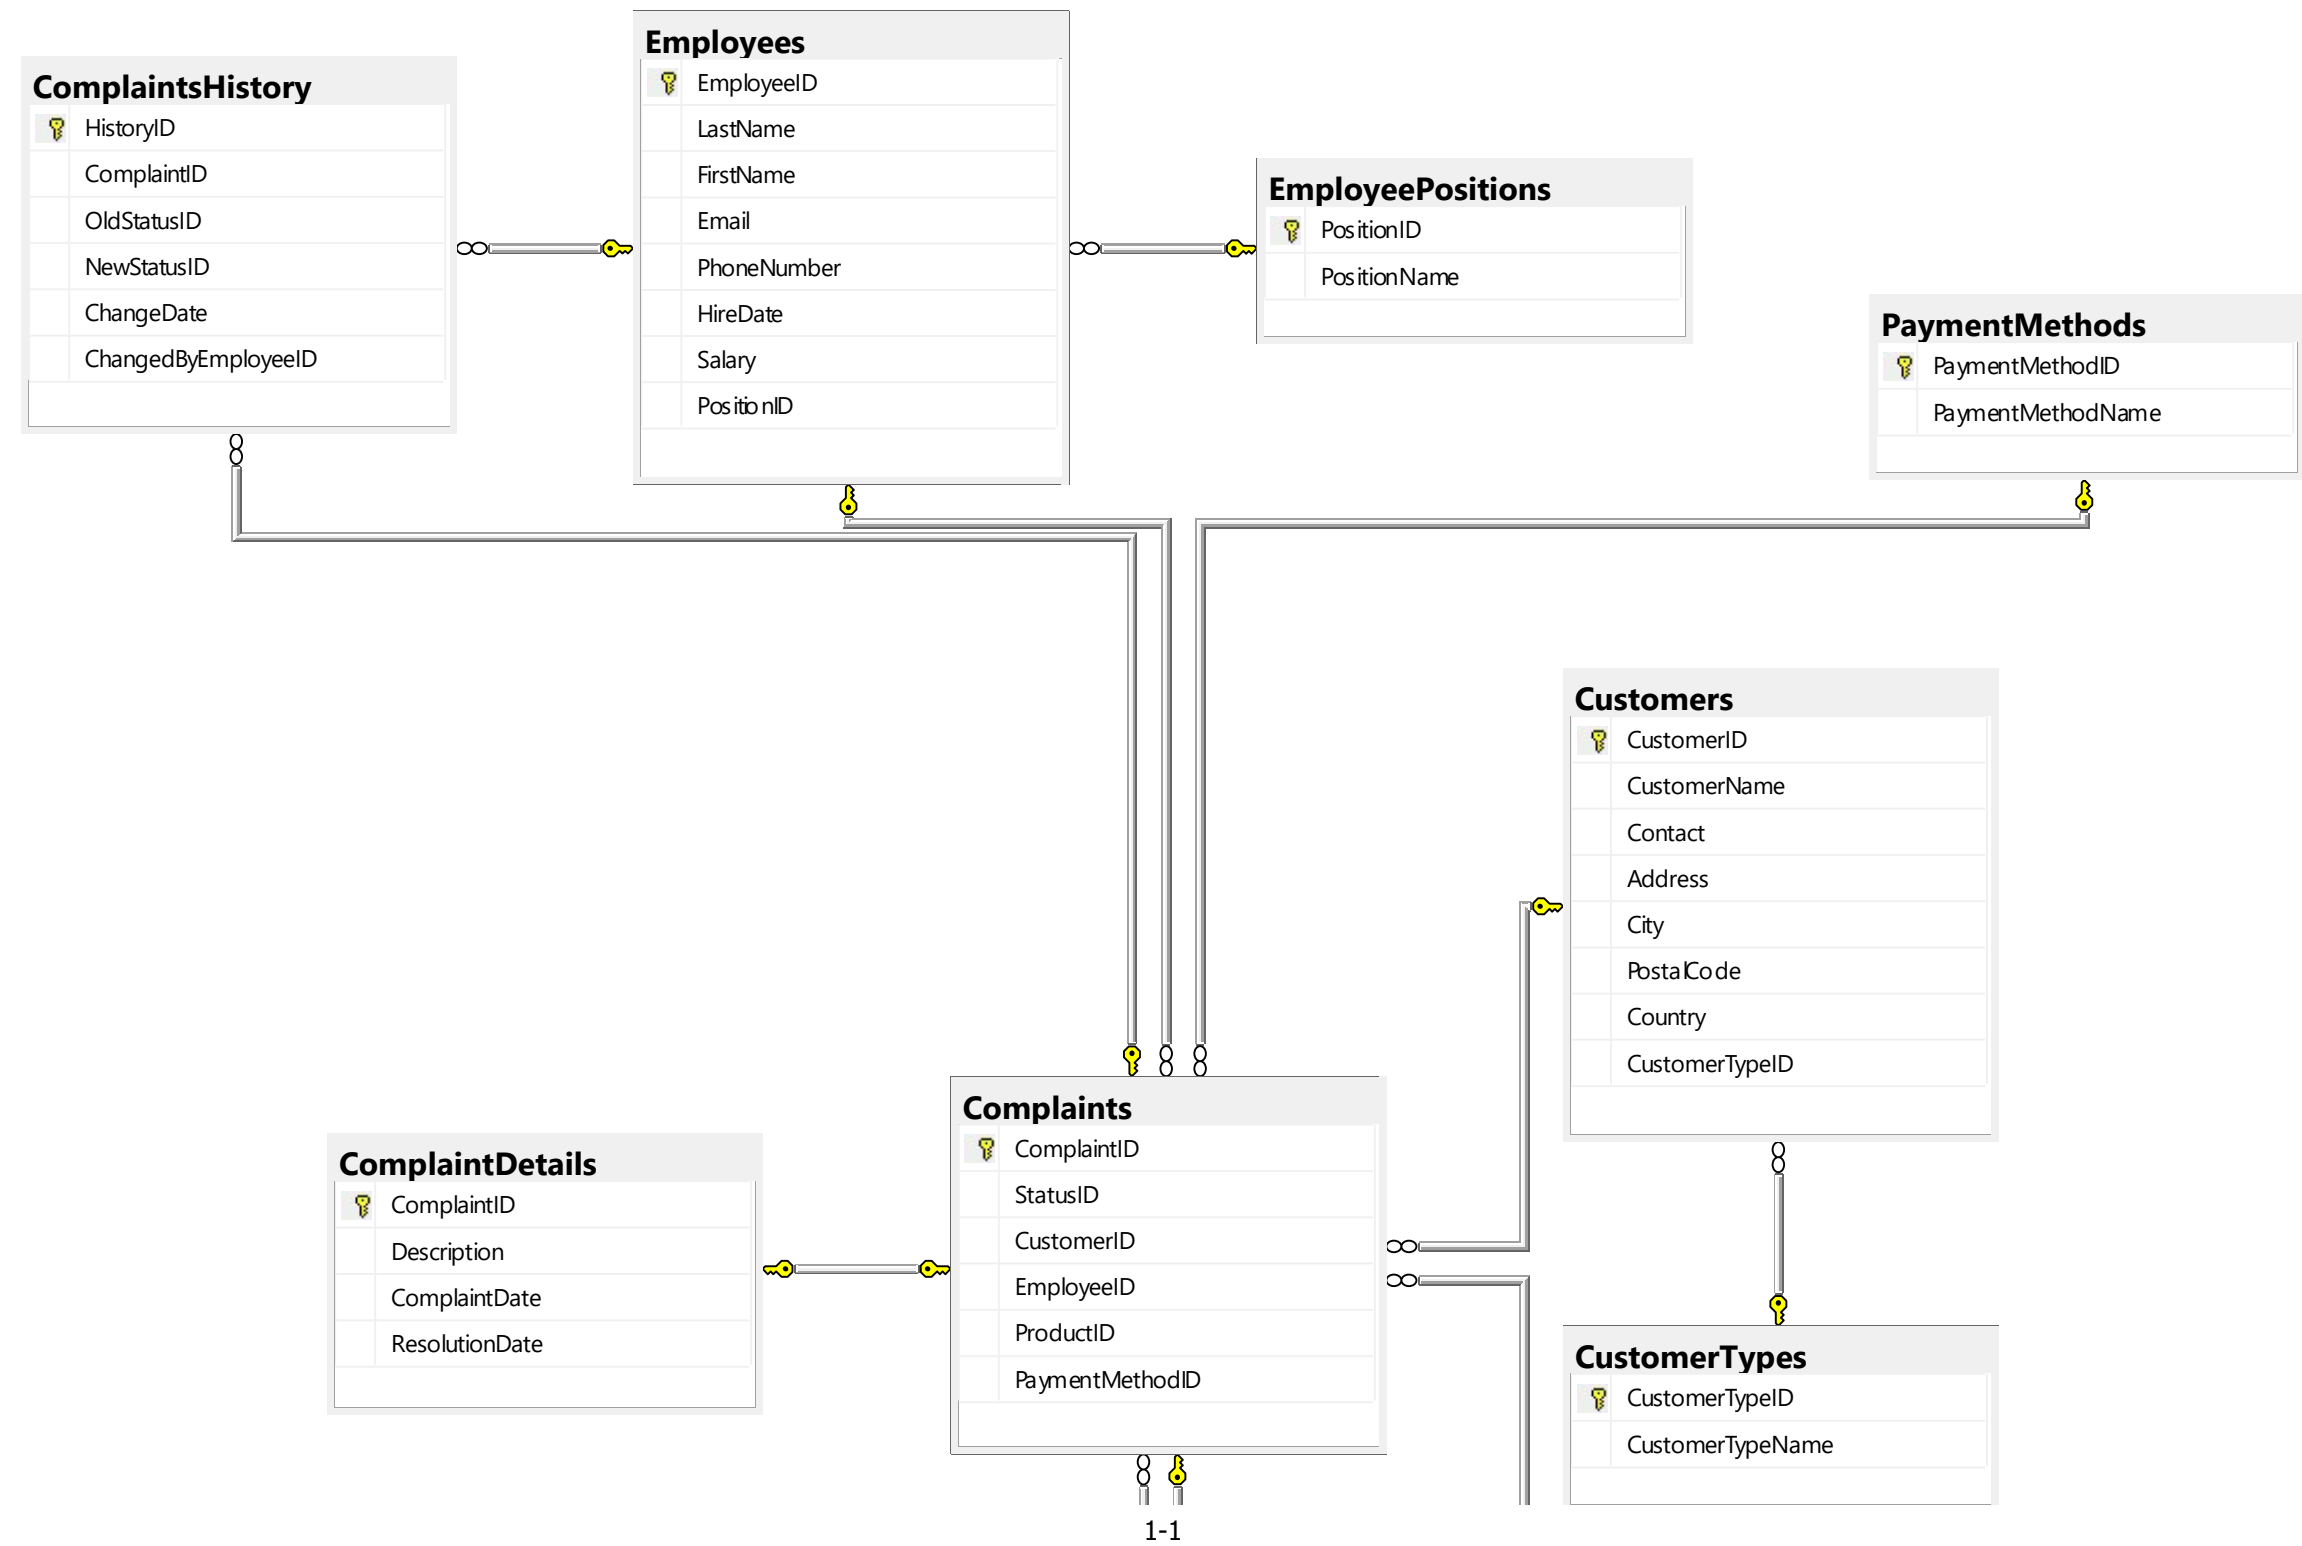 ComplaintsHistory
HistoryID
ComplaintID
OldStatusID
NewStatusID
ChangeDate
ChangedByEmployeeID
Employees
EmployeeID
LastName
FirstName
Email
PhoneNumber
HireDate
Salary
PositionID
EmployeePositions
PositionID
PositionName
PaymentMethods
PaymentMethodID
PaymentMethodName
Customers
CustomerID
CustomerName
Contact
Address
City
PostalCode
Country
CustomerTypeID
ComplaintDetails
ComplaintID
Description
ComplaintDate
ResolutionDate
Complaints
ComplaintID
StatusID
CustomerID
EmployeeID
ProductID
PaymentMethodID
CustomerTypes
CustomerTypeID
CustomerTypeName
1-1